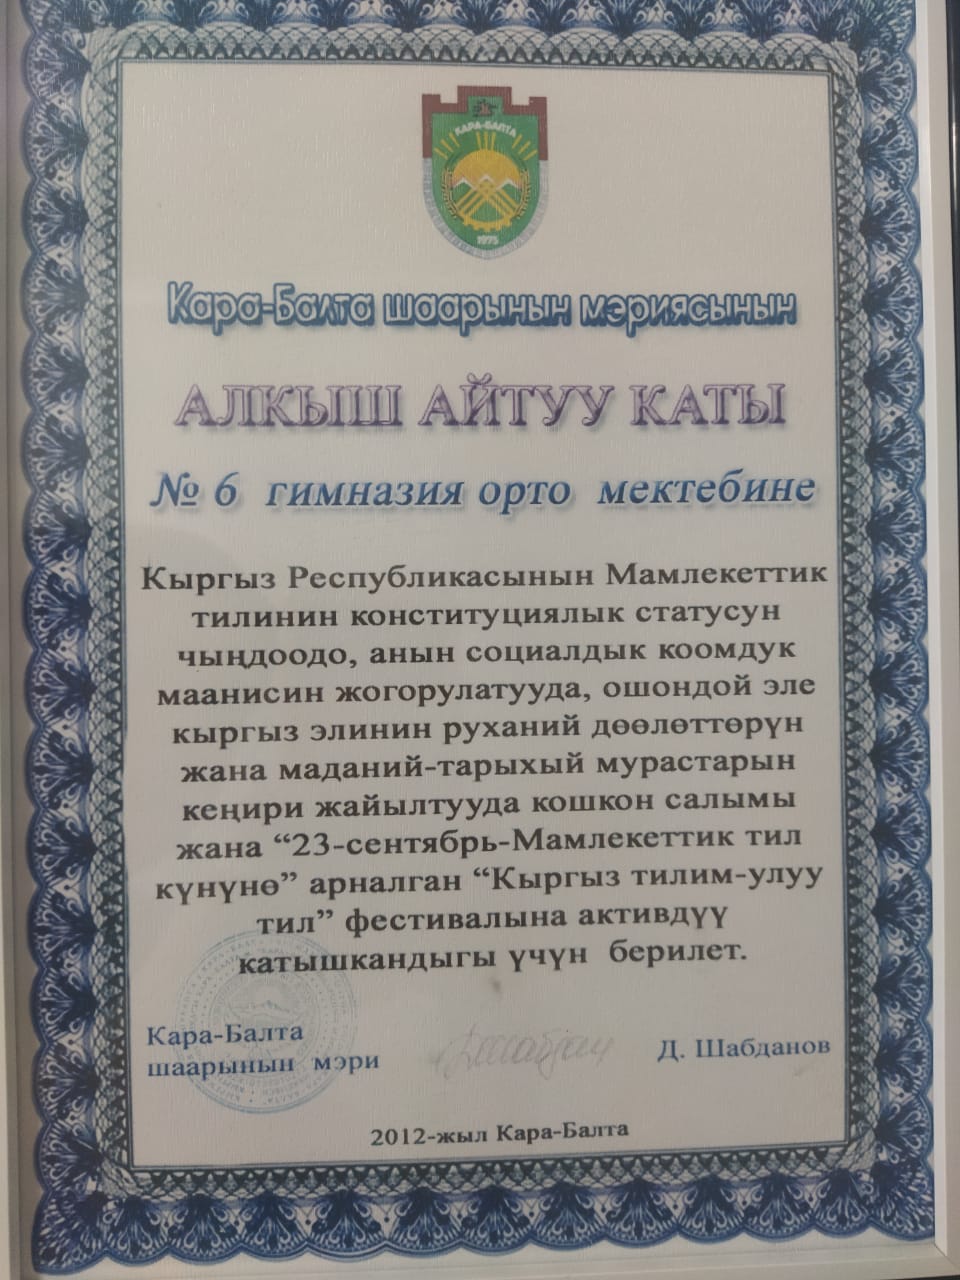 КАРА-БАЛТА
1975
Кара-Балта шаарынын мэриясынын
АЛКЫШ АЙТУУ КАТЫ
№ 6 гимназия орто мектебине
Кыргыз Республикасынын Мамлекеттик
тилинин конституциялык статусун
чыңдоодо, анын социалдык коомдук
маанисин жогорулатууда, ошондой эле
кыргыз элинин руханий дөөлөттөрүн
жана маданий-тарыхый мурастарын
кеңири жайылтууда кошкон салымы
жана “23-сентябрь-Мамлекеттик тил
күнүнө” арналган “Кыргыз тилим-улуу
тил” фестивалына активдүү
катышкандыгы үчүн берилет.
Кара-Балта
шаарынын мэри
Д. Шабданов
2012-жыл Кара-Балта